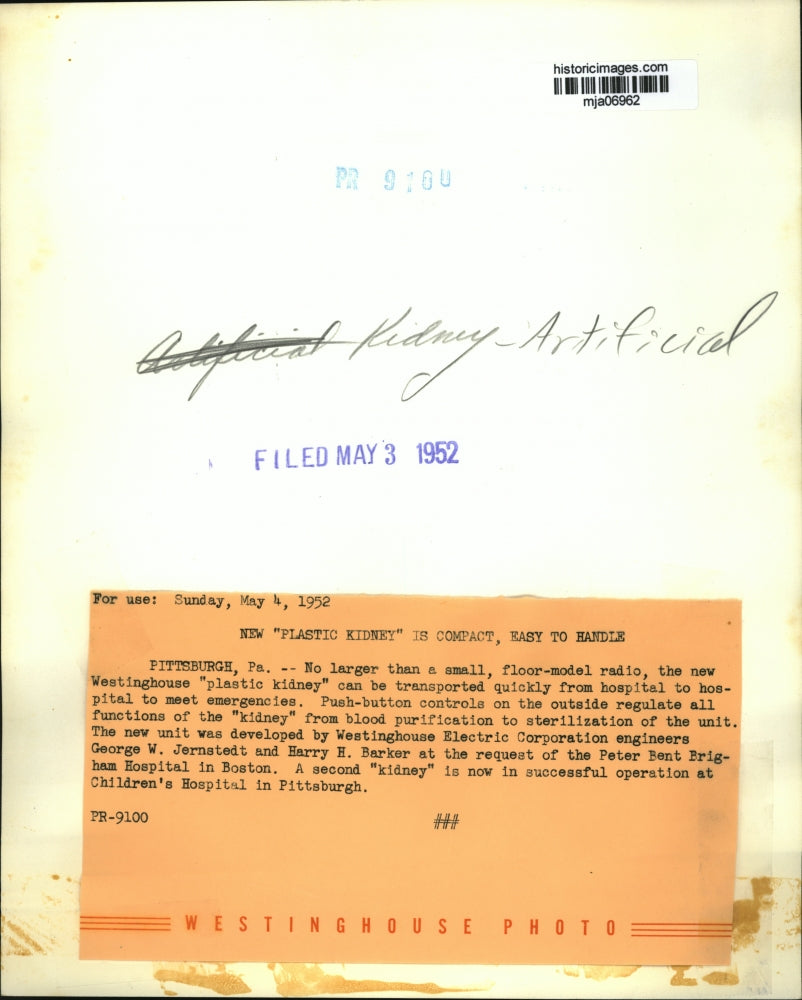 historicimages.com
mja06962
PR 9100
Artificial Kidney - Artificial
FILED MAY 3 1952
For use: Sunday, May 4, 1952
NEW "PLASTIC KIDNEY" IS COMPACT, EASY TO HANDLE
PITTSBURGH, Pa. -- No larger than a small, floor-model radio, the new
Westinghouse "plastic kidney" can be transported quickly from hospital to hos-
pital to meet emergencies. Push-button controls on the outside regulate all
functions of the "kidney" from blood purification to sterilization of the unit.
The new unit was developed by Westinghouse Electric Corporation engineers
George W. Jernstedt and Harry H. Barker at the request of the Peter Bent Brig-
ham Hospital in Boston. A second "kidney" is now in successful operation at
Children's Hospital in Pittsburgh.
PR-9100 ###
WESTINGHOUSE PHOTO